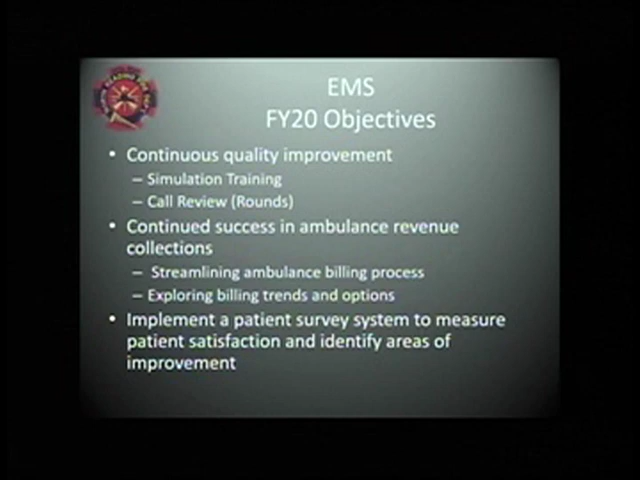 EMS
FY20 Objectives
• Continuous quality improvement
– Simulation Training
– Call Review (Rounds)
• Continued success in ambulance revenue
collections
– Streamlining ambulance billing process
– Exploring billing trends and options
• Implement a patient survey system to measure
patient satisfaction and identify areas of
improvement